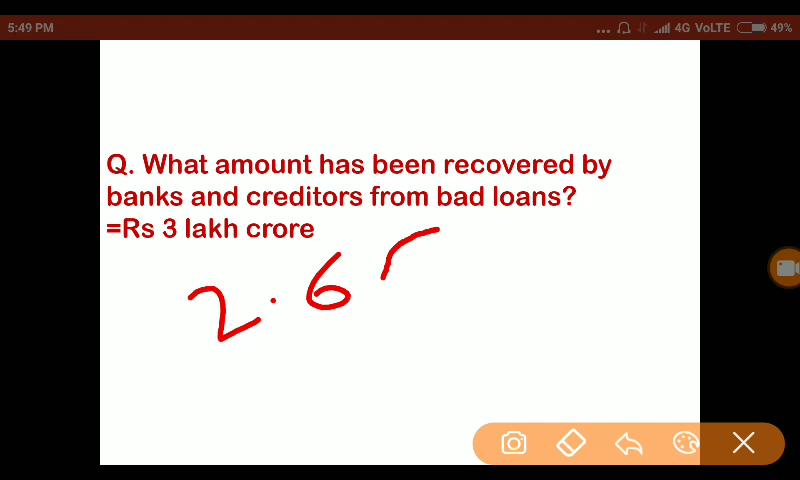 5:49 PM
... 4G VoLTE 49%
Q. What amount has been recovered by
banks and creditors from bad loans?
=Rs 3 lakh crore
2.6